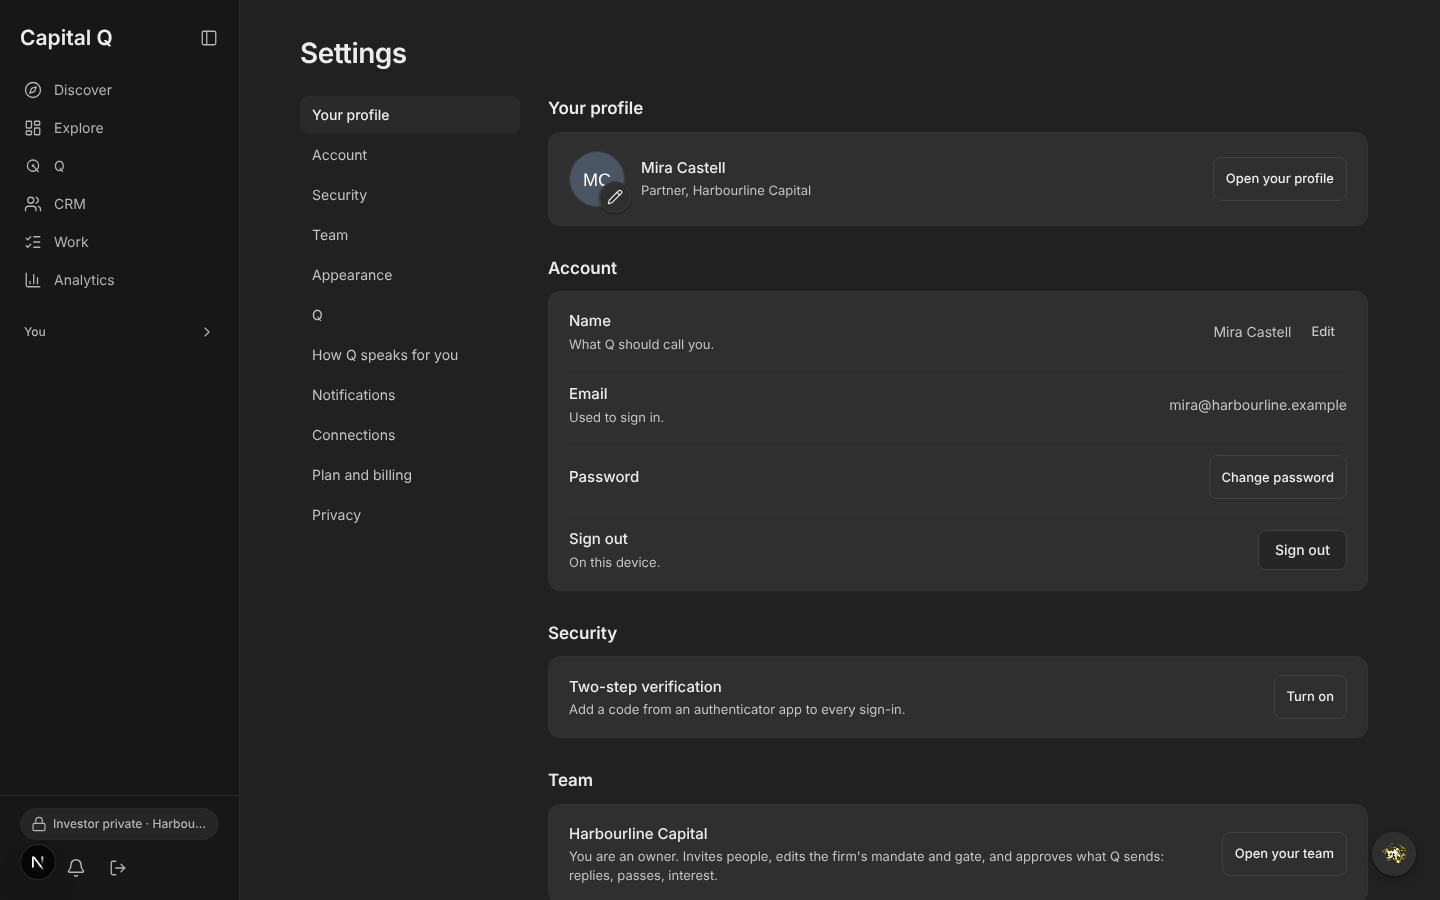 Capital Q
Discover
Explore
Q
CRM
Work
Analytics
You
Investor private · Harbou...
N
Settings
Your profile
Account
Security
Team
Appearance
Q
How Q speaks for you
Notifications
Connections
Plan and billing
Privacy
Your profile
MC
Mira Castell
Partner, Harbourline Capital
Open your profile
Account
Name
What Q should call you.
Mira Castell
Edit
Email
Used to sign in.
mira@harbourline.example
Password
Change password
Sign out
On this device.
Sign out
Security
Two-step verification
Add a code from an authenticator app to every sign-in.
Turn on
Team
Harbourline Capital
You are an owner. Invites people, edits the firm's mandate and gate, and approves what Q sends:
replies, passes, interest.
Open your team